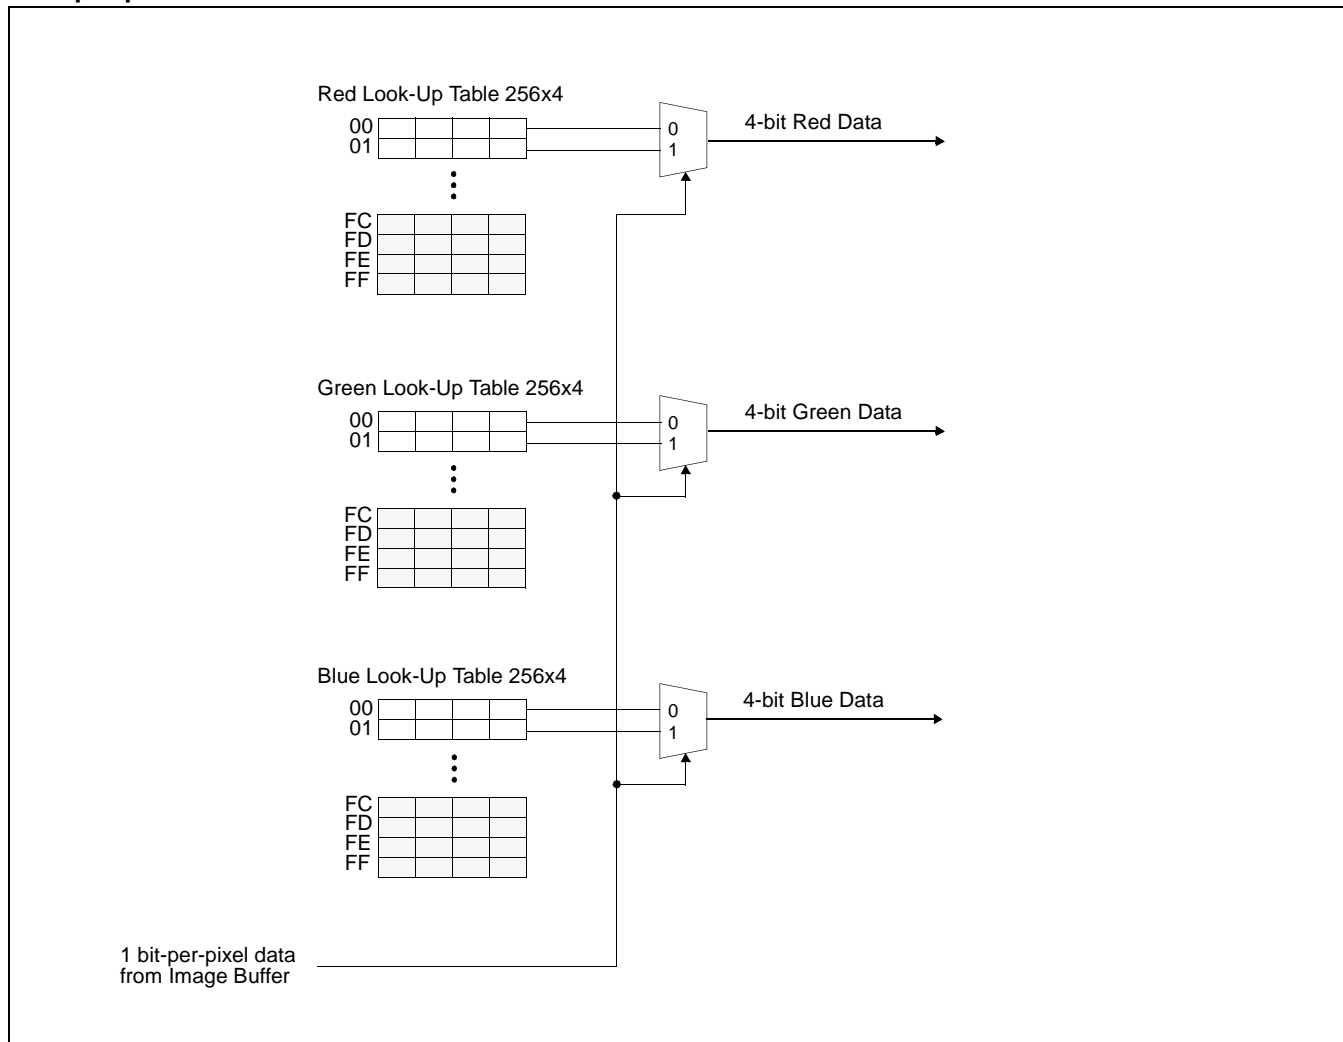 Red Look-Up Table 256x4
00
01
FC
FD
FE
FF
0
1
4-bit Red Data
Green Look-Up Table 256x4
00
01
FC
FD
FE
FF
0
1
4-bit Green Data
Blue Look-Up Table 256x4
00
01
FC
FD
FE
FF
0
1
4-bit Blue Data
1 bit-per-pixel data
from Image Buffer